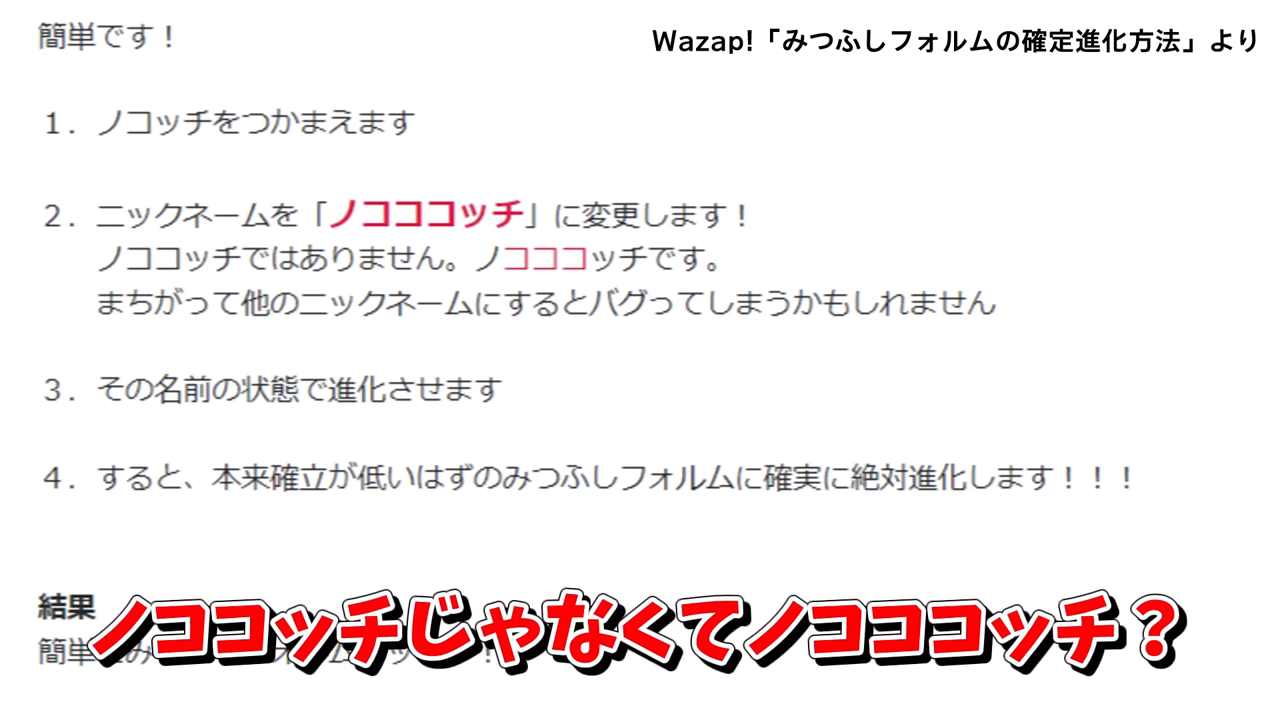 簡単です！
Wazap!「みつふしフォルムの確定進化方法」より
１．ノコッチをつかまえます
２．ニックネームを「ノコココッチ」に変更します！
ノココッチではありません。ノコココッチです。
まちがって他のニックネームにするとバグってしまうかもしれません
３．その名前の状態で進化させます
４．すると、本来確立が低いはずのみつふしフォルムに確実に絶対進化します！！！
結果
ノココッチじゃなくてノコココッチ？
簡単